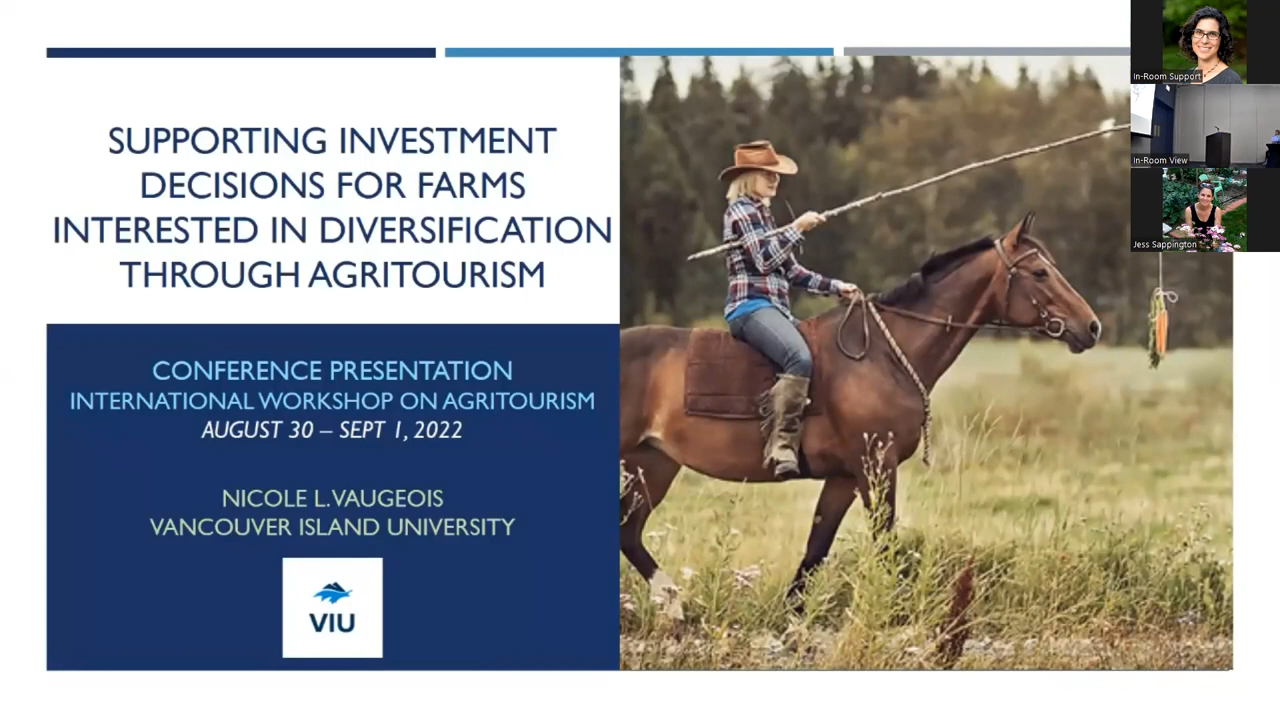 SUPPORTING INVESTMENT
DECISIONS FOR FARMS
INTERESTED IN DIVERSIFICATION
THROUGH AGRITOURISM
CONFERENCE PRESENTATION
INTERNATIONAL WORKSHOP ON AGRITOURISM
AUGUST 30 – SEPT 1, 2022
NICOLE L. VAUGEOIS
VANCOUVER ISLAND UNIVERSITY
VIU
In-Room Support
In-Room View
Jess Sappington